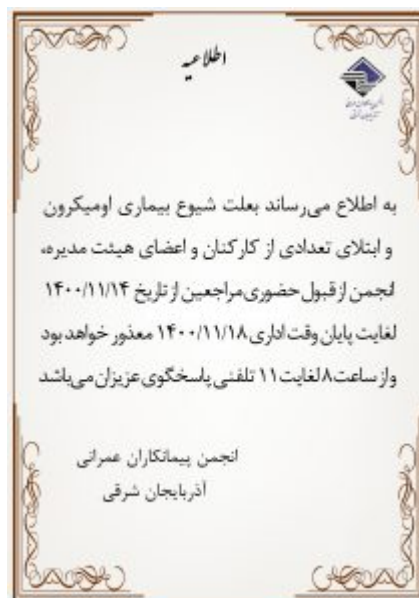 اطلاعیه
به اطلاع می‌رساند بعلت شیوع بیماری اومیکرون
و ابتلای تعدادی از کارکنان و اعضای هیئت مدیره،
انجمن از قبول حضوری مراجعین از تاریخ ۱۴۰۰/۱۱/۱۴
لغایت پایان وقت اداری ۱۴۰۰/۱۱/۱۸ معذور خواهد بود
و از ساعت ۸ لغایت ۱۱ تلفنی پاسخگوی عزیزان می‌باشد
انجمن پیمانکاران عمرانی
آذربایجان شرقی